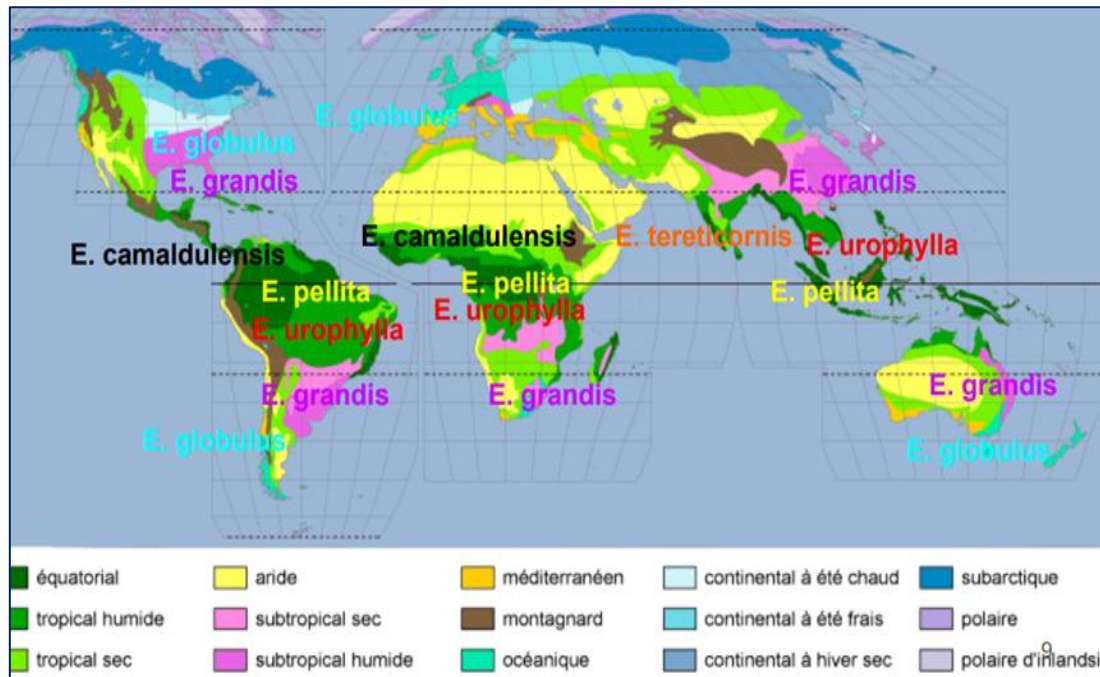 E. globulus
E. globulus
E. grandis
E. grandis
E. camaldulensis
E. camaldulensis
E. tereticornis
E. urophylla
E. pellita
E. pellita
E. pellita
E. urophylla
E. urophylla
E. grandis
E. grandis
E. grandis
E. globulus
E. globulus
équatorial
aride
méditerranéen
continental à été chaud
subarctique
tropical humide
subtropical sec
montagnard
continental à été frais
polaire
tropical sec
subtropical humide
océanique
continental à hiver sec
polaire d'inlandsi
9